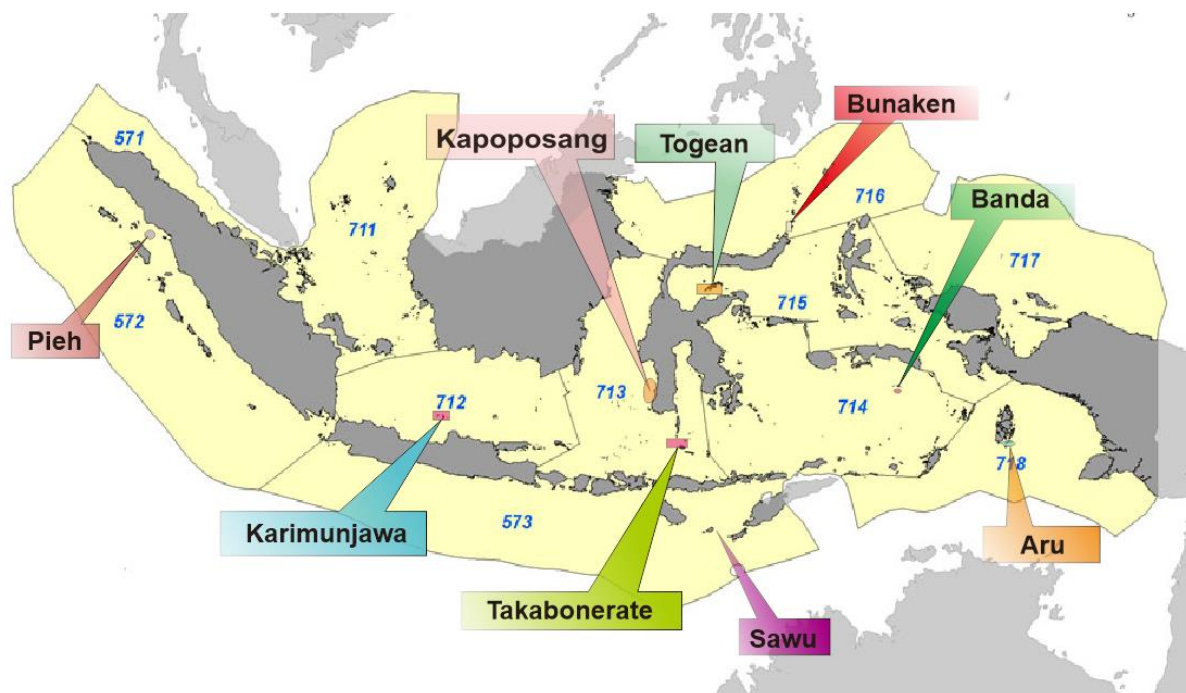 Bunaken
571
Kapoposang
Togean
716
Banda
711
717
715
572
Pieh
713
712
714
718
573
Karimunjawa
Aru
Takabonerate
Sawu